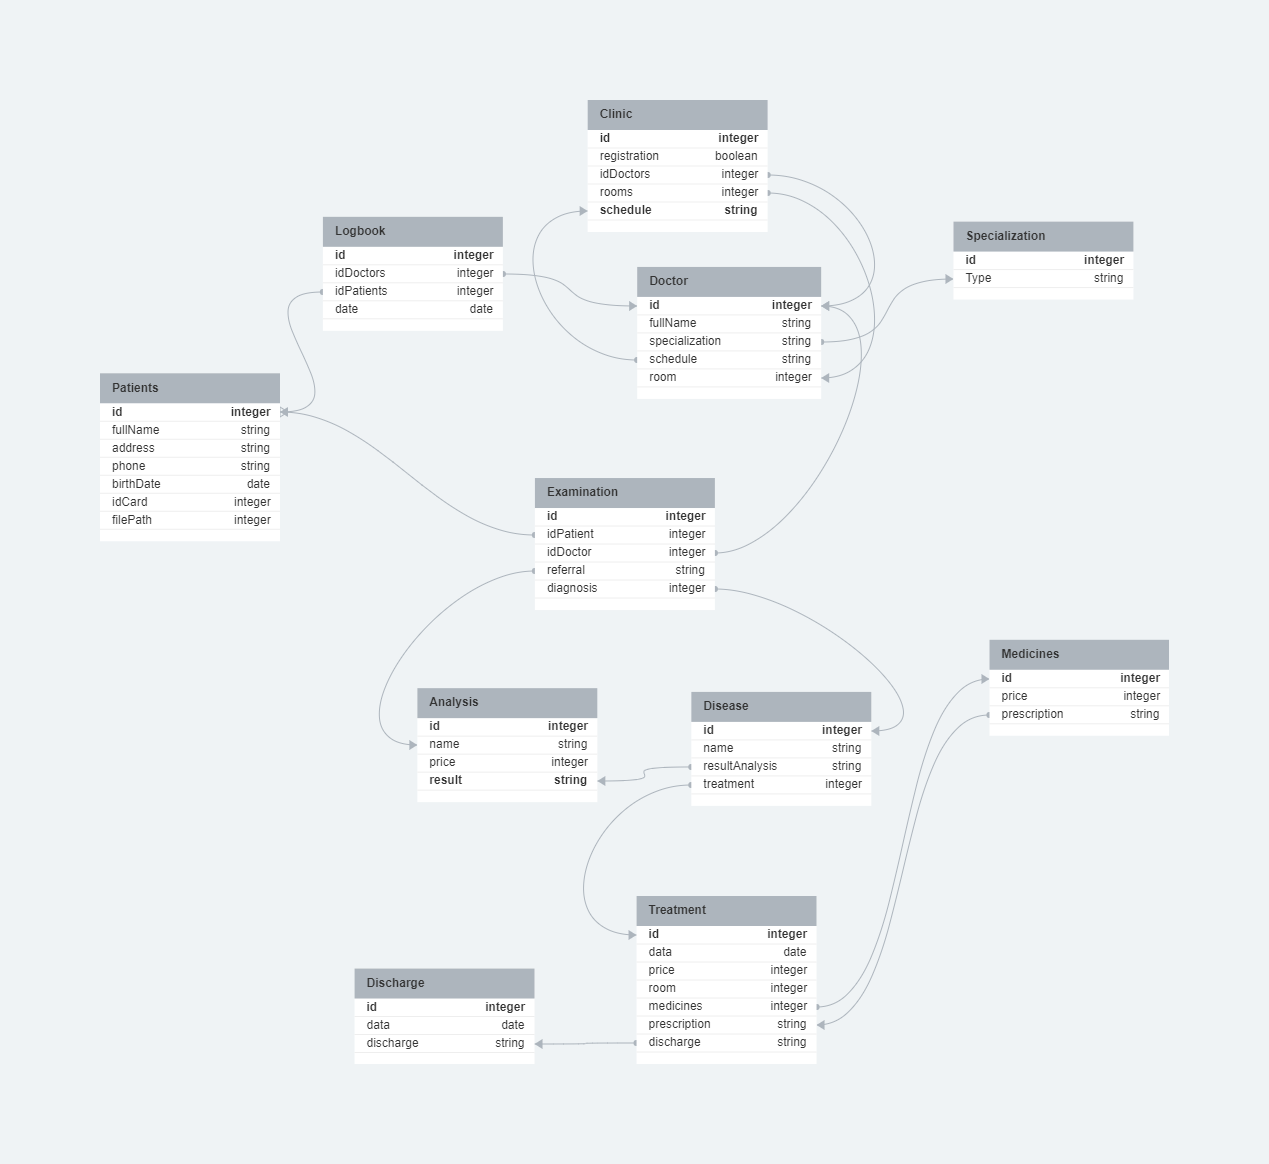 Clinic
id integer
registration boolean
idDoctors integer
rooms integer
schedule string
Logbook
id integer
idDoctors integer
idPatients integer
date date
Specialization
id integer
Type string
Doctor
id integer
fullName string
specialization string
schedule string
room integer
Patients
id integer
fullName string
address string
phone string
birthDate date
idCard integer
filePath integer
Examination
id integer
idPatient integer
idDoctor integer
referral string
diagnosis integer
Medicines
id integer
price integer
prescription string
Analysis
id integer
name string
price integer
result string
Disease
id integer
name string
resultAnalysis string
treatment integer
Treatment
id integer
data date
price integer
room integer
medicines integer
prescription string
discharge string
Discharge
id integer
data date
discharge string